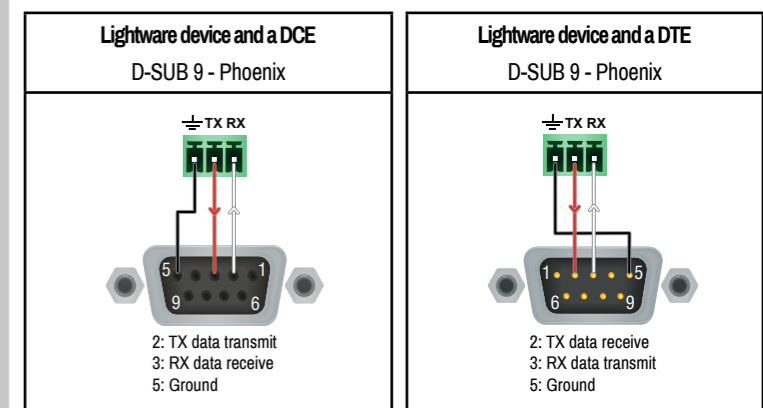 Lightware device and a DCE
D-SUB 9 - Phoenix
TX RX
5 1
9 6
2: TX data transmit
3: RX data receive
5: Ground
Lightware device and a DTE
D-SUB 9 - Phoenix
TX RX
1 5
6 9
2: TX data receive
3: RX data transmit
5: Ground